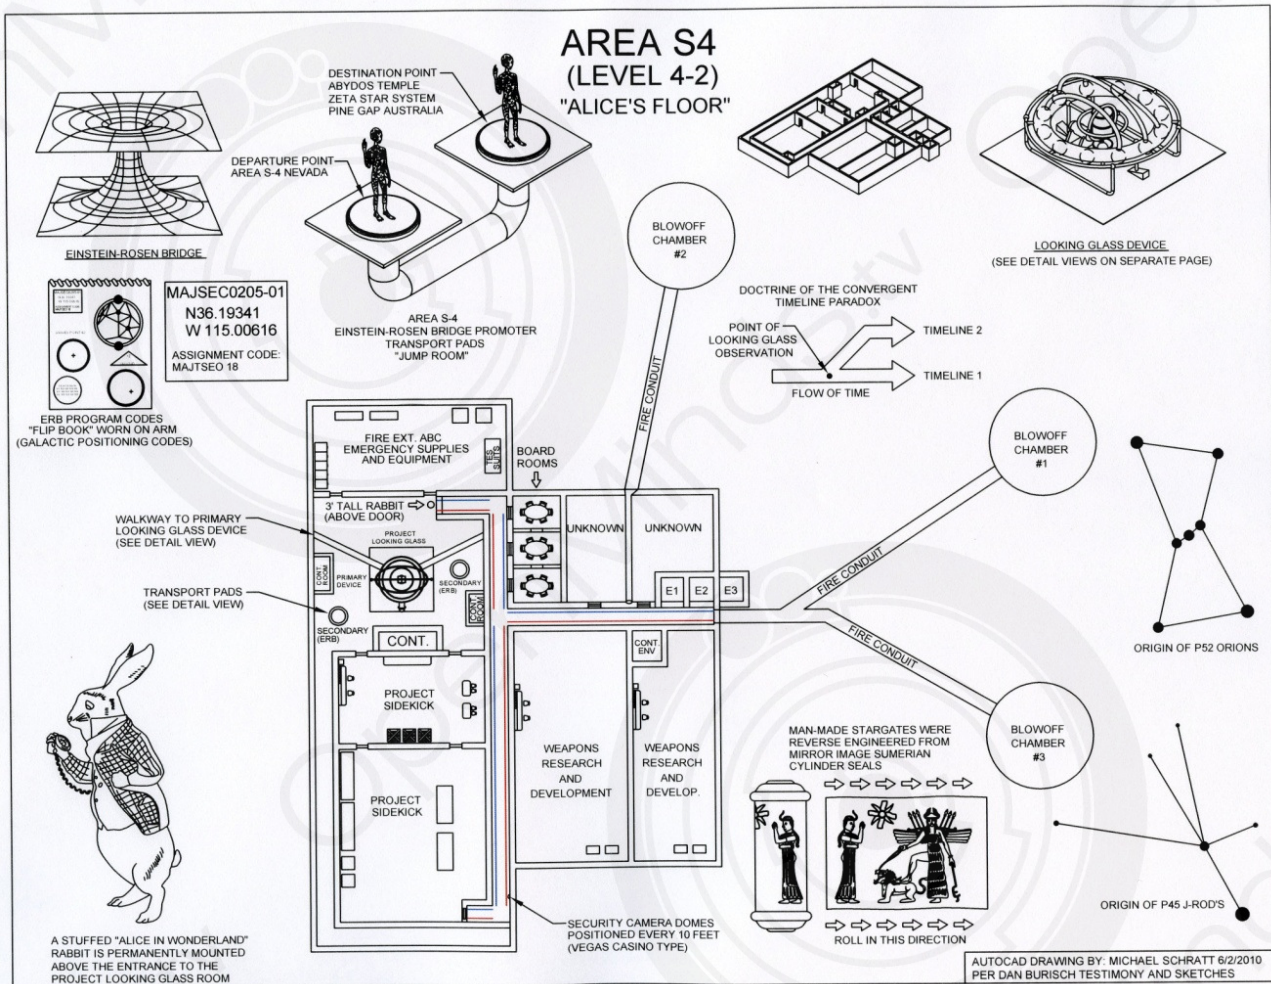 AREA S4
(LEVEL 4-2)
"ALICE'S FLOOR"
EINSTEIN-ROSEN BRIDGE
DESTINATION POINT
ABYDOS TEMPLE
ZETA STAR SYSTEM
PINE GAP AUSTRALIA
DEPARTURE POINT
AREA S-4 NEVADA
AREA S-4
EINSTEIN-ROSEN BRIDGE PROMOTER
TRANSPORT PADS
"JUMP ROOM"
LOOKING GLASS DEVICE
(SEE DETAIL VIEWS ON SEPARATE PAGE)
MAJSEC0205-01
N36.19341
W 115.00616
ASSIGNMENT CODE:
MAJTSEO 18
ERB PROGRAM CODES
"FLIP BOOK" WORN ON ARM
(GALACTIC POSITIONING CODES)
BLOWOFF
CHAMBER
#2
FIRE CONDUIT
DOCTRINE OF THE CONVERGENT
TIMELINE PARADOX
POINT OF
LOOKING GLASS
OBSERVATION
TIMELINE 2
TIMELINE 1
FLOW OF TIME
BLOWOFF
CHAMBER
#1
FIRE CONDUIT
FIRE CONDUIT
BLOWOFF
CHAMBER
#3
ORIGIN OF P52 ORIONS
ORIGIN OF P45 J-ROD'S
FIRE EXT. ABC
EMERGENCY SUPPLIES
AND EQUIPMENT
TES
SUITS
BOARD
ROOMS
3' TALL RABBIT
(ABOVE DOOR)
WALKWAY TO PRIMARY
LOOKING GLASS DEVICE
(SEE DETAIL VIEW)
PROJECT
LOOKING GLASS
PRIMARY
DEVICE
CONT.
ROOM
SECONDARY
(ERB)
CONT.
ROOM
TRANSPORT PADS
(SEE DETAIL VIEW)
SECONDARY
(ERB)
CONT.
UNKNOWN
UNKNOWN
E1
E2
E3
CONT.
ENV
PROJECT
SIDEKICK
PROJECT
SIDEKICK
WEAPONS
RESEARCH
AND
DEVELOPMENT
WEAPONS
RESEARCH
AND
DEVELOP.
SECURITY CAMERA DOMES
POSITIONED EVERY 10 FEET
(VEGAS CASINO TYPE)
MAN-MADE STARGATES WERE
REVERSE ENGINEERED FROM
MIRROR IMAGE SUMERIAN
CYLINDER SEALS
ROLL IN THIS DIRECTION
A STUFFED "ALICE IN WONDERLAND"
RABBIT IS PERMANENTLY MOUNTED
ABOVE THE ENTRANCE TO THE
PROJECT LOOKING GLASS ROOM
AUTOCAD DRAWING BY: MICHAEL SCHRATT 6/2/2010
PER DAN BURISCH TESTIMONY AND SKETCHES
OpenMinds.tv